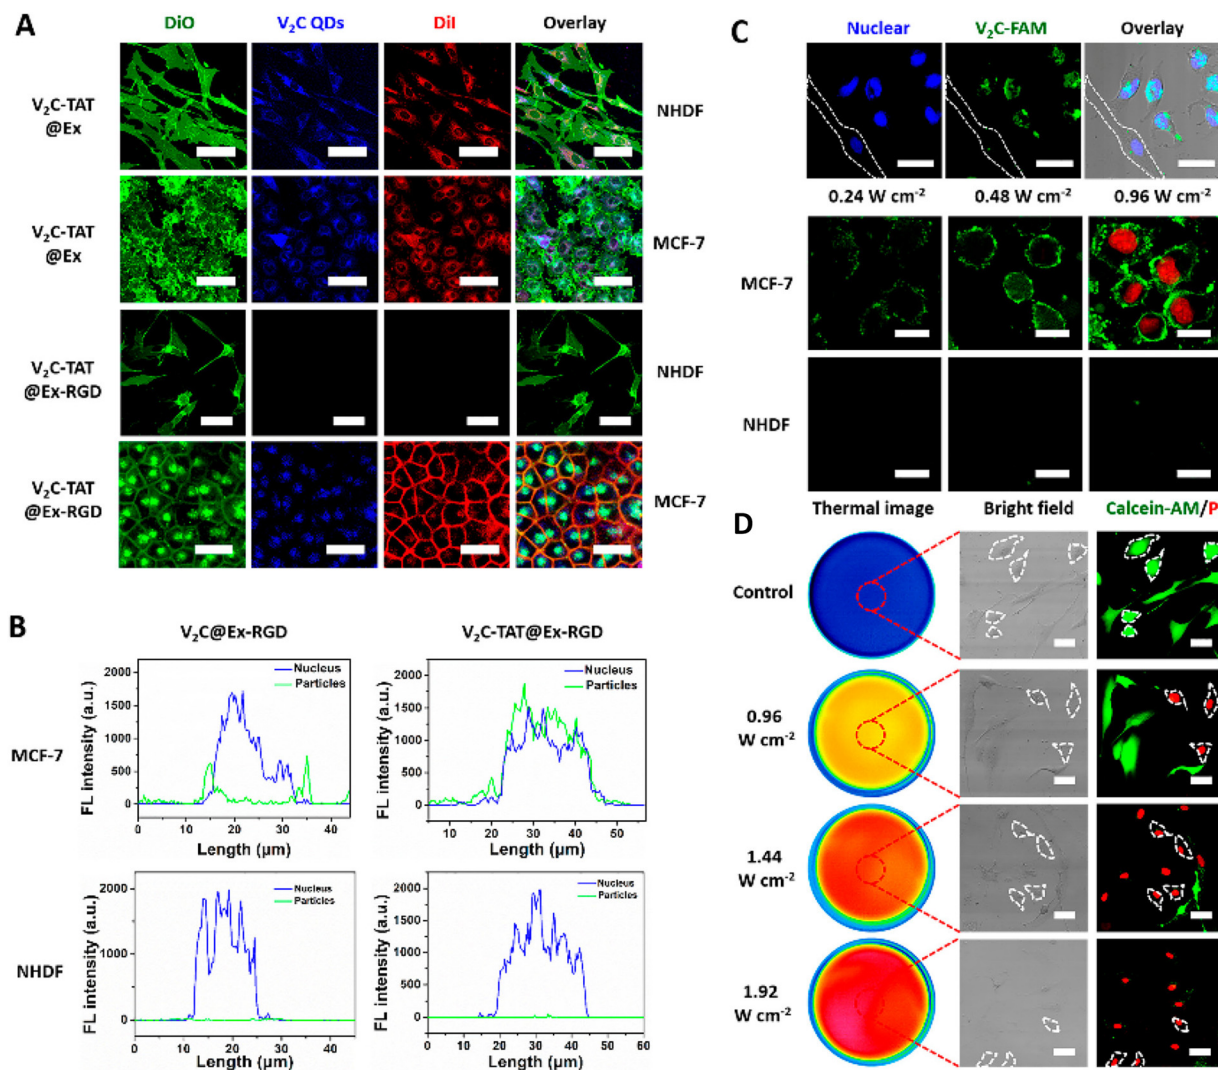 A
DiO V₂C QDs DiI Overlay
V₂C-TAT
@Ex
NHDF
V₂C-TAT
@Ex
MCF-7
V₂C-TAT
@Ex-RGD
NHDF
V₂C-TAT
@Ex-RGD
MCF-7
B
V₂C@Ex-RGD V₂C-TAT@Ex-RGD
MCF-7
FL intensity (a.u.)
2000
1500
1000
500
0
Nucleus
Particles
0 10 20 30 40
Length (μm)
FL intensity (a.u.)
2000
1500
1000
500
0
Nucleus
Particles
10 20 30 40 50
Length (μm)
NHDF
FL intensity (a.u.)
2000
1000
0
Nucleus
Particles
0 10 20 30 40
Length (μm)
FL intensity (a.u.)
2000
1500
1000
500
0
Nucleus
Particles
0 10 20 30 40 50 60
Length (μm)
C
Nuclear V₂C-FAM Overlay
0.24 W cm⁻² 0.48 W cm⁻² 0.96 W cm⁻²
MCF-7
NHDF
D
Thermal image Bright field Calcein-AM/P
Control
0.96
W cm⁻²
1.44
W cm⁻²
1.92
W cm⁻²